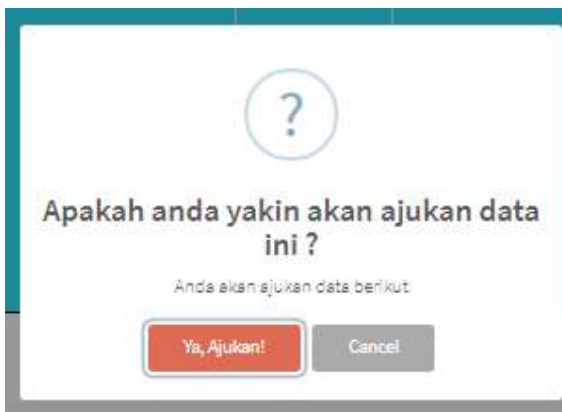 ?
Apakah anda yakin akan ajukan data
ini ?
Anda akan ajukan data berikut
Ya, Ajukan!
Cancel